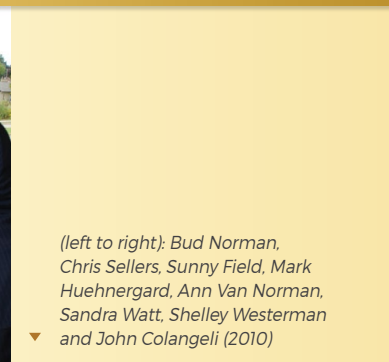 (left to right): Bud Norman,
Chris Sellers, Sunny Field, Mark
Huehnergard, Ann Van Norman,
Sandra Watt, Shelley Westerman
and John Colangeli (2010)